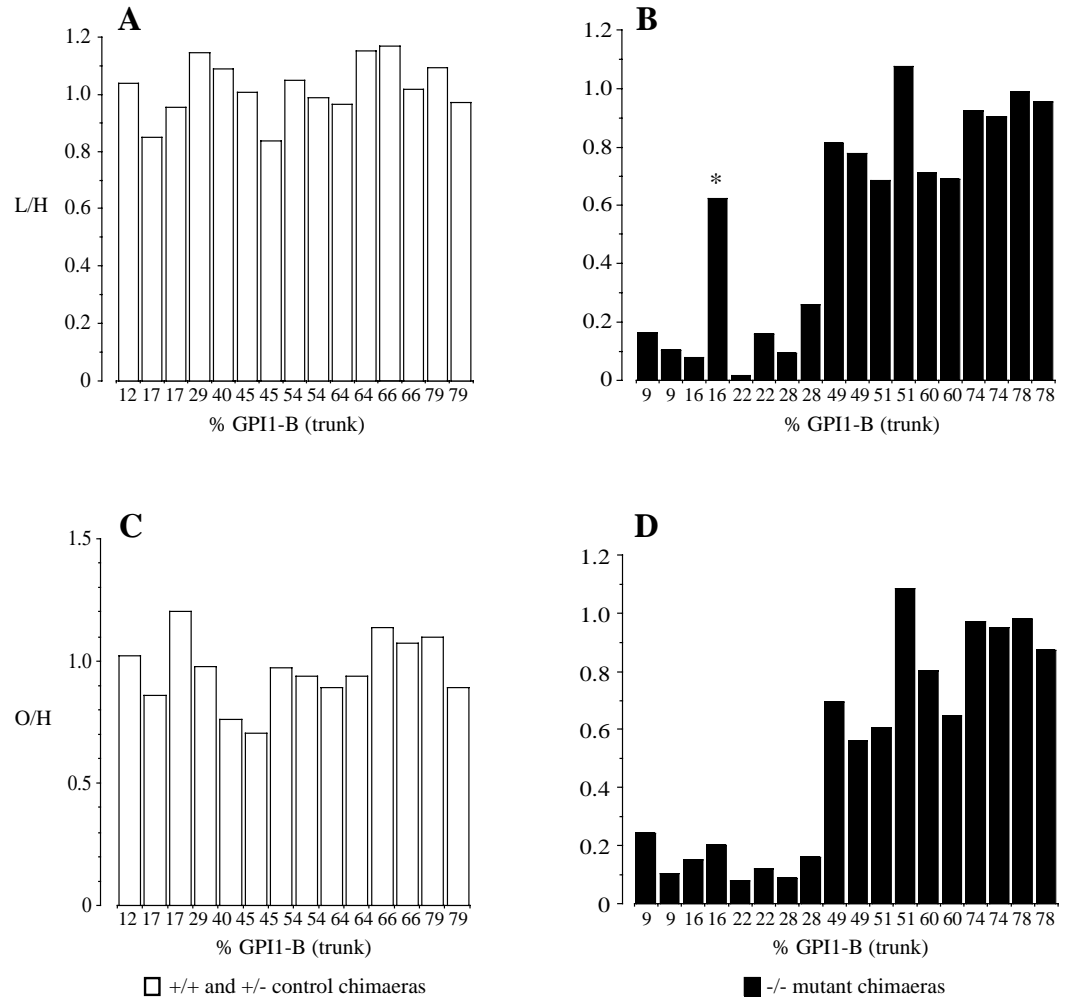 A
1.2
1.0
0.8
L/H
0.6
0.4
0.2
0
12 17 17 29 40 45 45 54 54 64 64 66 66 79 79
% GPI1-B (trunk)
B
1.2
1.0
0.8
*
0.6
0.4
0.2
0
9 9 16 16 22 22 28 28 49 49 51 51 60 60 74 74 78 78
% GPI1-B (trunk)
C
1.5
1.0
O/H
0.5
0
12 17 17 29 40 45 45 54 54 64 64 66 66 79 79
% GPI1-B (trunk)
+/+ and +/- control chimaeras
D
1.2
1.0
0.8
0.6
0.4
0.2
0
9 9 16 16 22 22 28 28 49 49 51 51 60 60 74 74 78 78
% GPI1-B (trunk)
-/- mutant chimaeras